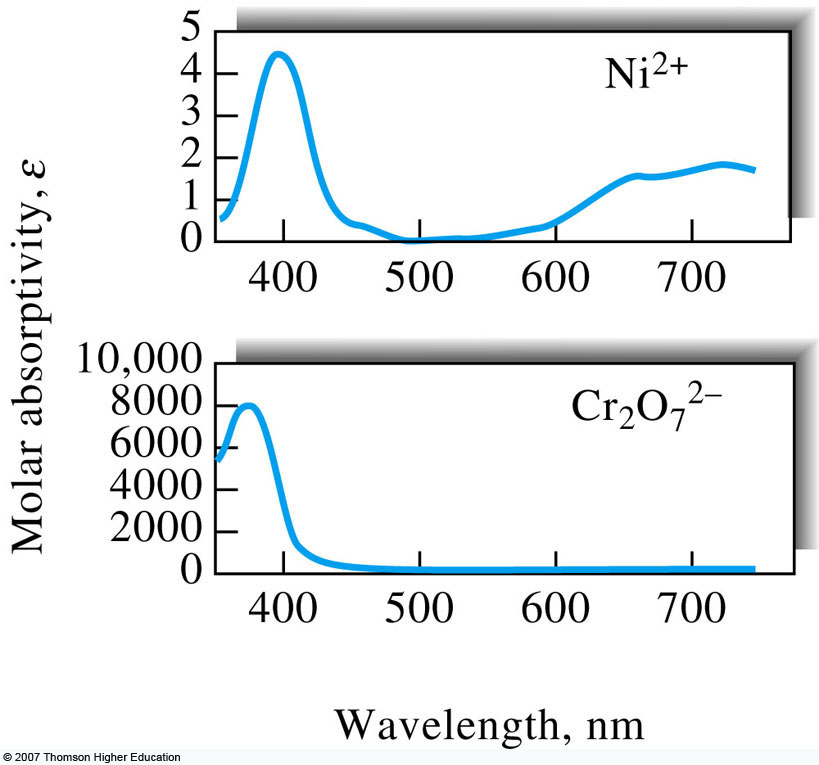 Molar absorptivity, ε
5
4
3
2
1
0
Ni²⁺
400 500 600 700
10,000
8000
6000
4000
2000
0
Cr₂O₇²⁻
400 500 600 700
Wavelength, nm
© 2007 Thomson Higher Education